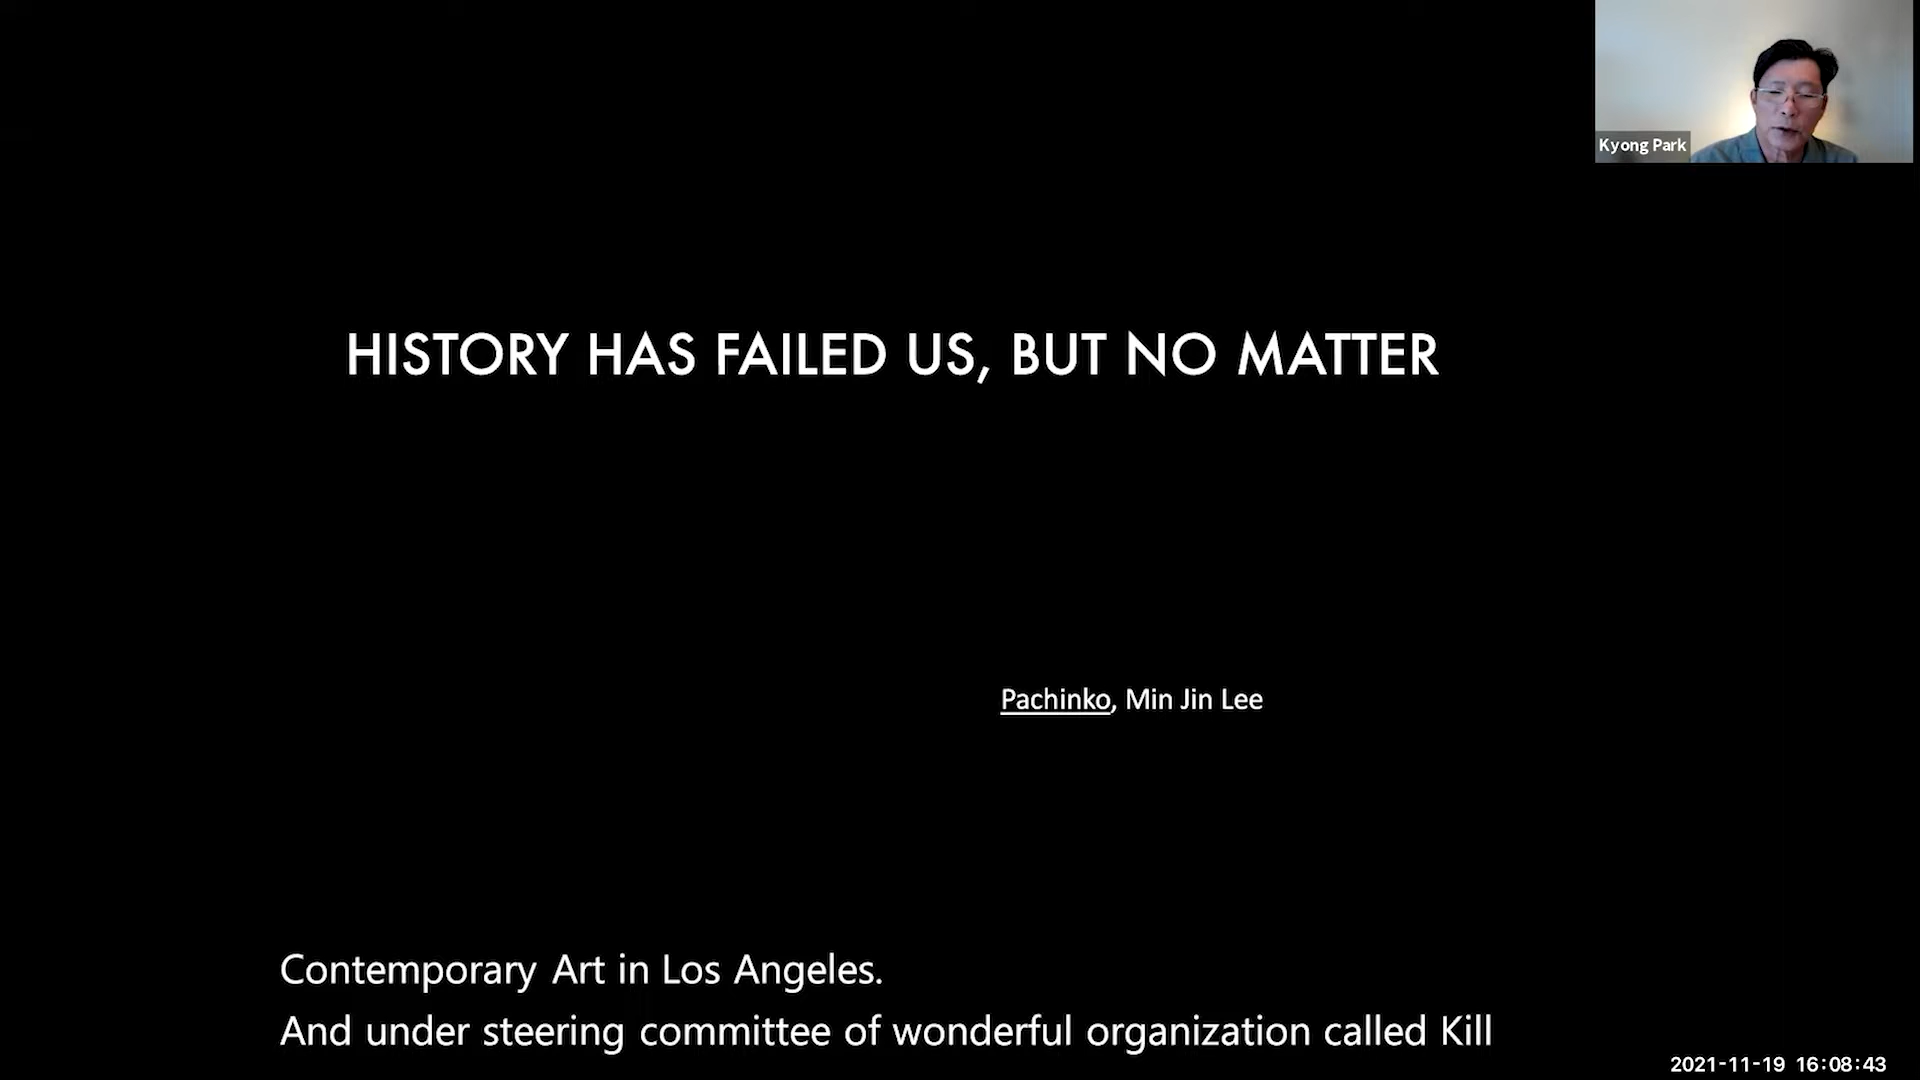 Kyong Park
HISTORY HAS FAILED US, BUT NO MATTER
Pachinko, Min Jin Lee
Contemporary Art in Los Angeles.
And under steering committee of wonderful organization called Kill
2021-11-19 16:08:43